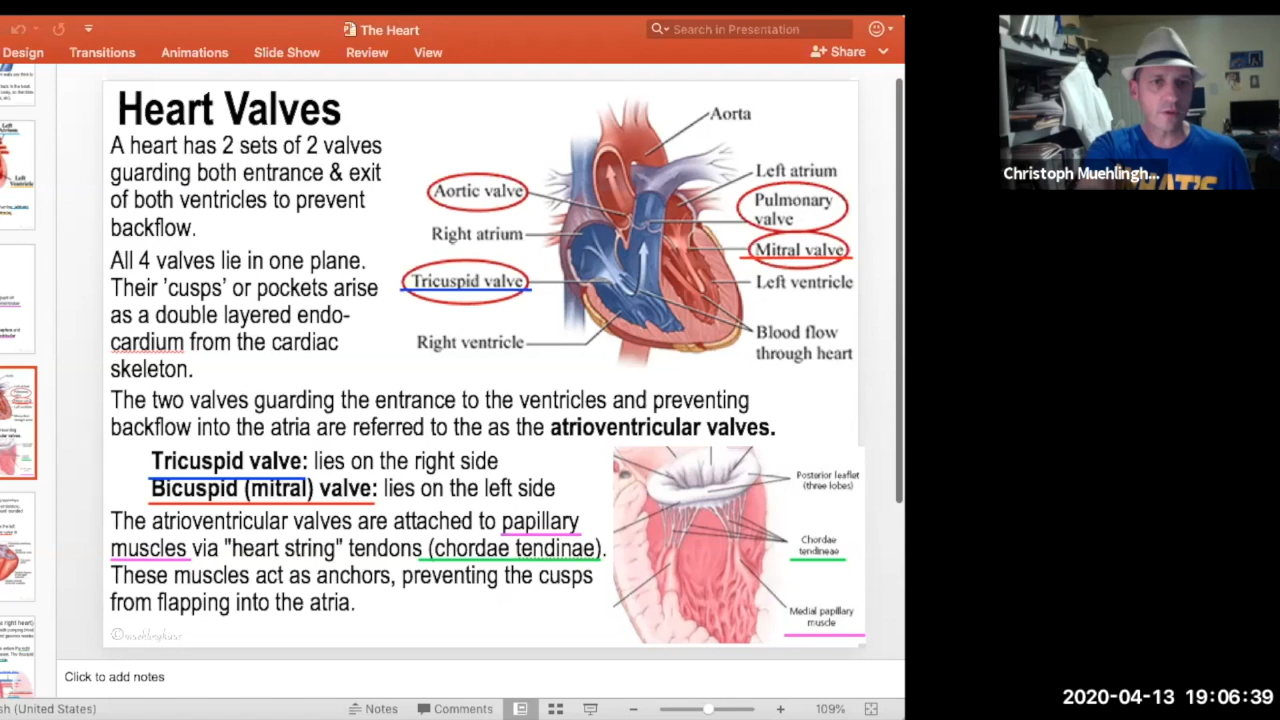 The Heart
Search in Presentation
Design Transitions Animations Slide Show Review View
Share
Heart Valves
A heart has 2 sets of 2 valves
guarding both entrance & exit
of both ventricles to prevent
backflow.
All 4 valves lie in one plane.
Their 'cusps' or pockets arise
as a double layered endo-
cardium from the cardiac
skeleton.
Aorta
Left atrium
Pulmonary
valve
Mitral valve
Left ventricle
Blood flow
through heart
Aortic valve
Right atrium
Tricuspid valve
Right ventricle
The two valves guarding the entrance to the ventricles and preventing
backflow into the atria are referred to the as the atrioventricular valves.
Tricuspid valve: lies on the right side
Bicuspid (mitral) valve: lies on the left side
The atrioventricular valves are attached to papillary
muscles via "heart string" tendons (chordae tendinae).
These muscles act as anchors, preventing the cusps
from flapping into the atria.
Posterior leaflet
(three lobes)
Chordae
tendineae
Medial papillary
muscle
Click to add notes
(United States)
Notes
Comments
109%
Christoph Muehlingh...
2020-04-13 19:06:39